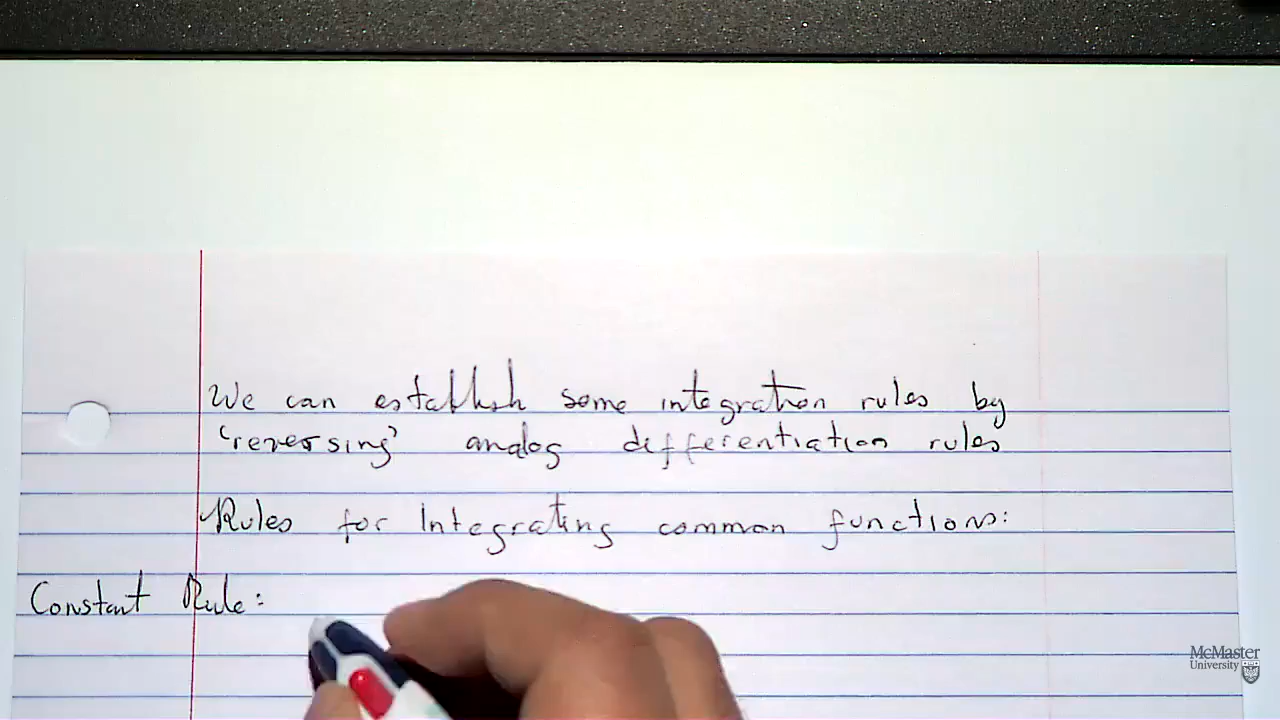 We can establish some integration rules by
'reversing' analog differentiation rules
Rules for Integrating common functions:
Constant Rule:
McMaster
University